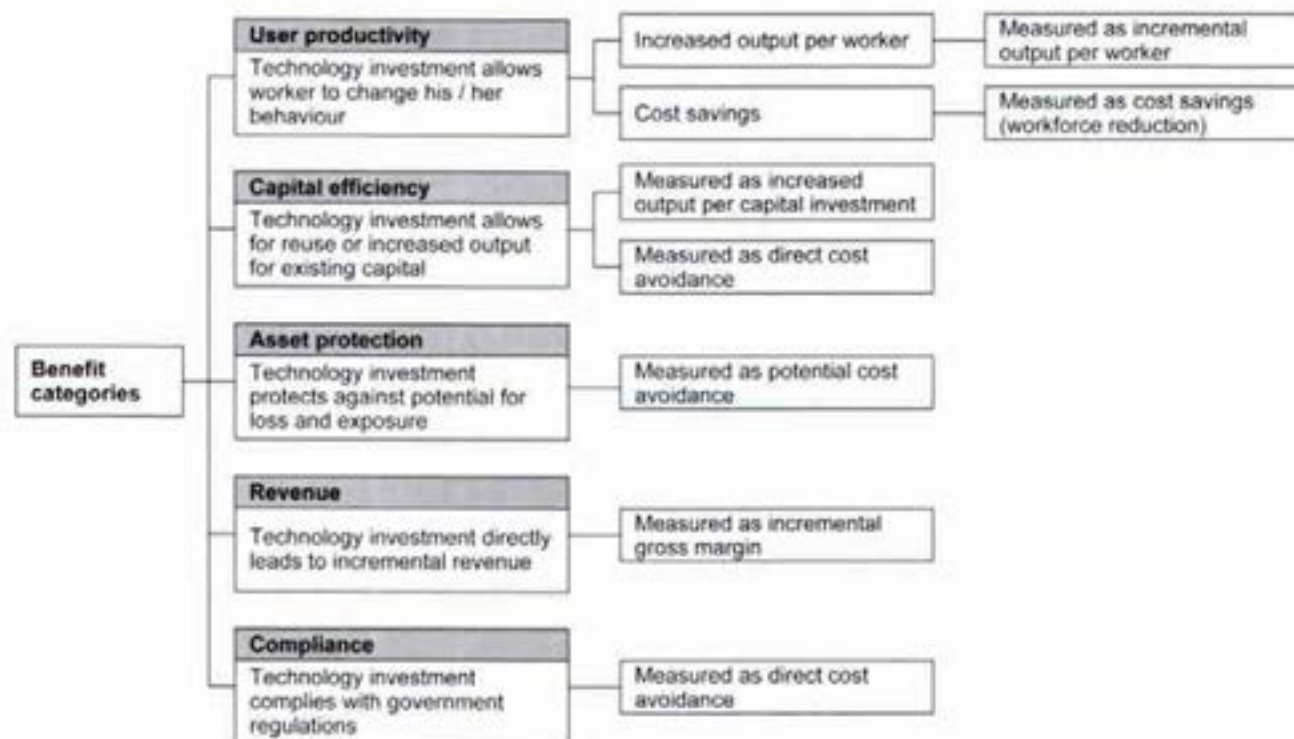 User productivity
Technology investment allows
worker to change his / her
behaviour
Increased output per worker
Measured as incremental
output per worker
Cost savings
Measured as cost savings
(workforce reduction)
Capital efficiency
Technology investment allows
for reuse or increased output
for existing capital
Measured as increased
output per capital investment
Measured as direct cost
avoidance
Benefit
categories
Asset protection
Technology investment
protects against potential for
loss and exposure
Measured as potential cost
avoidance
Revenue
Technology investment directly
leads to incremental revenue
Measured as incremental
gross margin
Compliance
Technology investment
complies with government
regulations
Measured as direct cost
avoidance